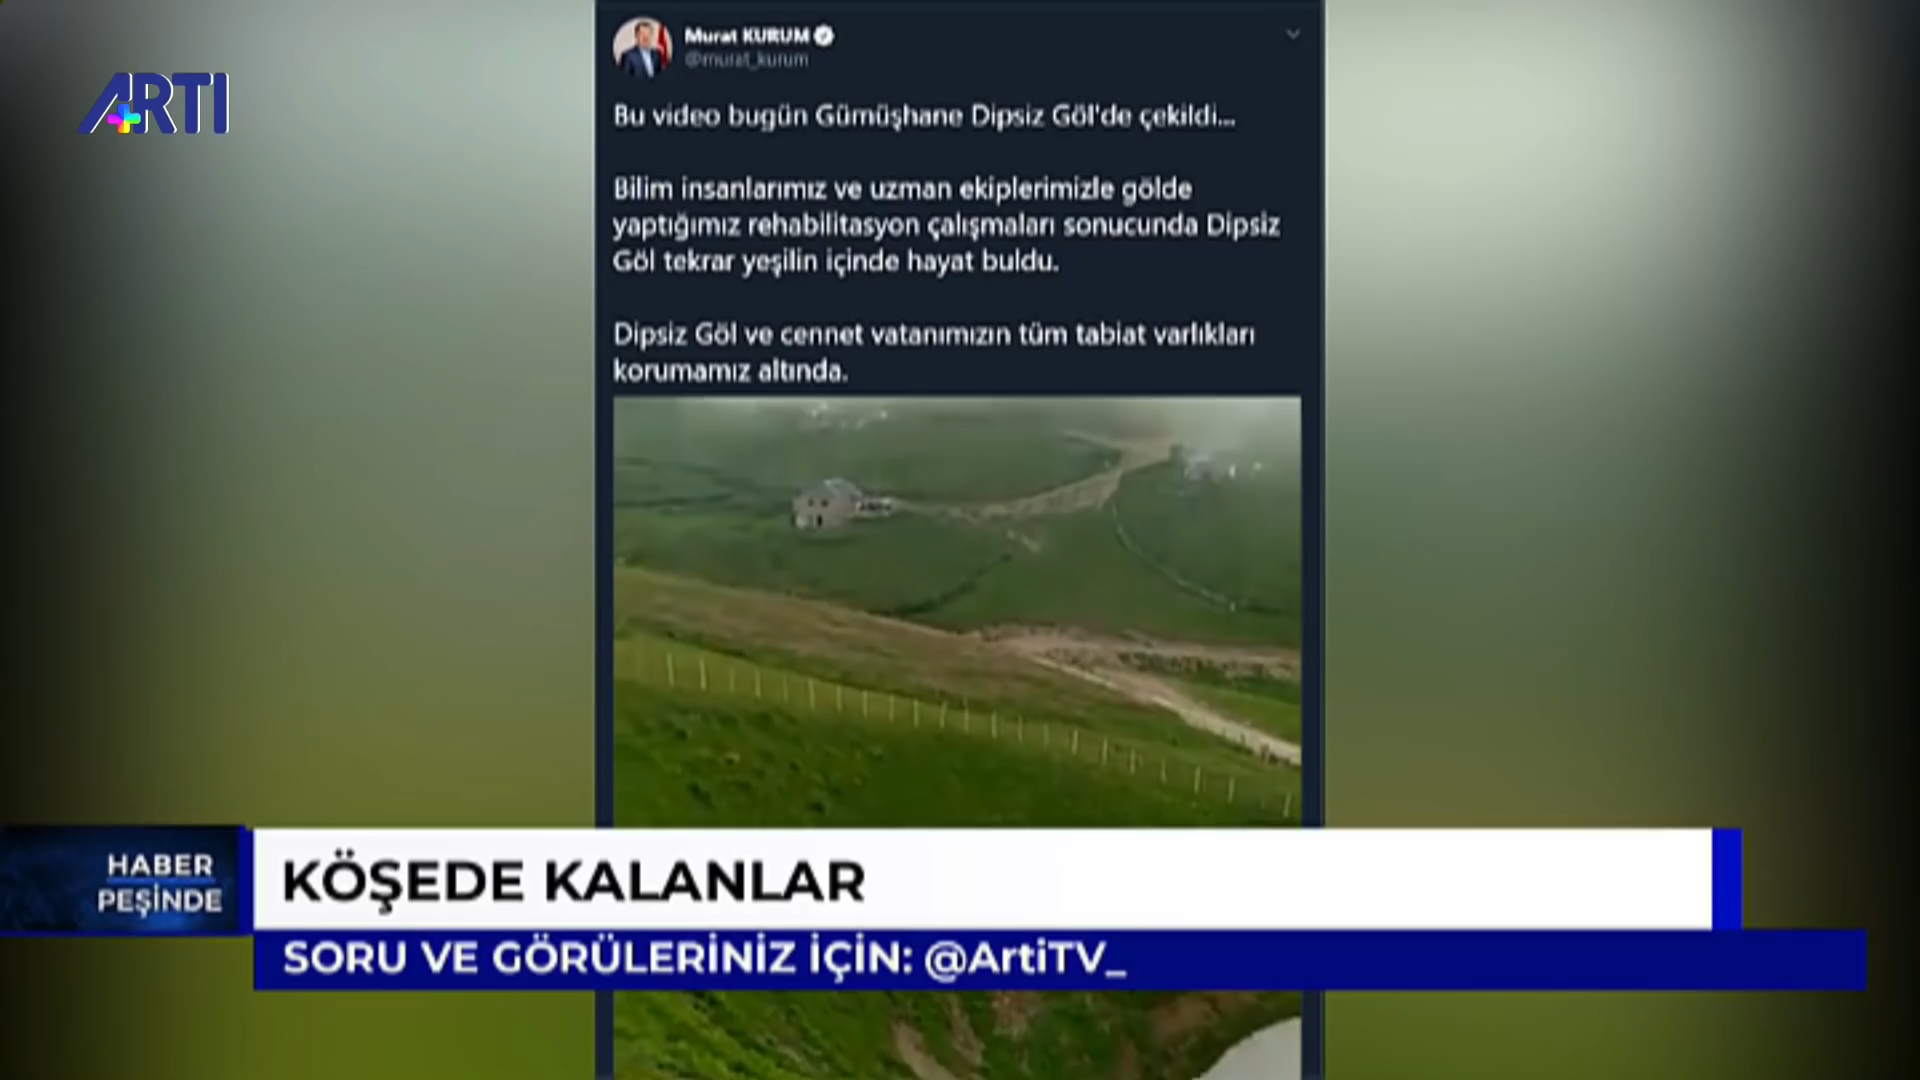 ARTI
Murat KURUM
@murat_kurum
Bu video bugün Gümüşhane Dipsiz Göl'de çekildi...
Bilim insanlarımız ve uzman ekiplerimizle gölde
yaptığımız rehabilitasyon çalışmaları sonucunda Dipsiz
Göl tekrar yeşilin içinde hayat buldu.
Dipsiz Göl ve cennet vatanımızın tüm tabiat varlıkları
korumamız altında.
HABER
PEŞİNDE
KÖŞEDE KALANLAR
SORU VE GÖRÜLERİNİZ İÇİN: @ArtiTV_